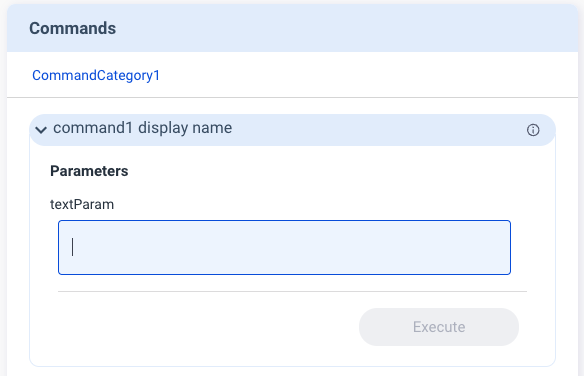 Commands
CommandCategory1
command1 display name
Parameters
textParam
Execute